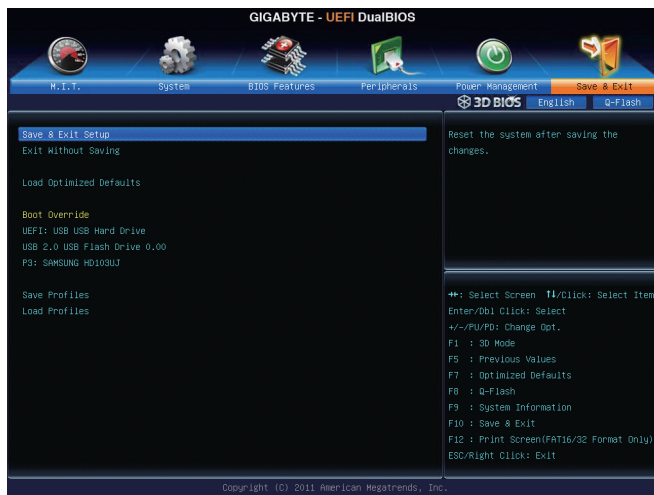 GIGABYTE - UEFI DualBIOS
M.I.T. System BIOS Features Peripherals Power Management Save & Exit
3D BIOS English Q-Flash
Save & Exit Setup
Exit Without Saving
Load Optimized Defaults
Boot Override
UEFI: USB USB Hard Drive
USB 2.0 USB Flash Drive 0.00
P3: SAMSUNG HD103UJ
Save Profiles
Load Profiles
Reset the system after saving the
changes.
→←: Select Screen ↑↓/Click: Select Item
Enter/Dbl Click: Select
+/-/PU/PD: Change Opt.
F1 : 3D Mode
F5 : Previous Values
F7 : Optimized Defaults
F8 : Q-Flash
F9 : System Information
F10 : Save & Exit
F12 : Print Screen(FAT16/32 Format Only)
ESC/Right Click: Exit
Copyright (C) 2011 American Megatrends, Inc.